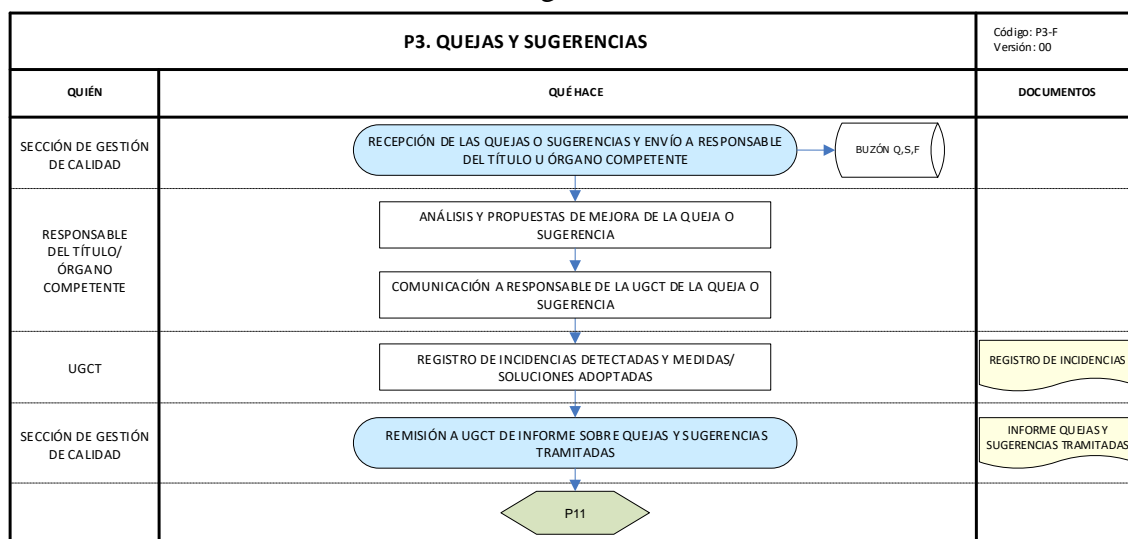 P3. QUEJAS Y SUGERENCIAS
Código: P3-F
Versión: 00
QUIÉN
QUÉ HACE
DOCUMENTOS
SECCIÓN DE GESTIÓN
DE CALIDAD
RECEPCIÓN DE LAS QUEJAS O SUGERENCIAS Y ENVÍO A RESPONSABLE
DEL TÍTULO U ÓRGANO COMPETENTE
BUZÓN Q,S,F
RESPONSABLE
DEL TÍTULO/
ÓRGANO
COMPETENTE
ANÁLISIS Y PROPUESTAS DE MEJORA DE LA QUEJA O
SUGERENCIA
COMUNICACIÓN A RESPONSABLE DE LA UGCT DE LA QUEJA O
SUGERENCIA
UGCT
REGISTRO DE INCIDENCIAS DETECTADAS Y MEDIDAS/
SOLUCIONES ADOPTADAS
REGISTRO DE INCIDENCIAS
SECCIÓN DE GESTIÓN
DE CALIDAD
REMISIÓN A UGCT DE INFORME SOBRE QUEJAS Y SUGERENCIAS
TRAMITADAS
INFORME QUEJAS Y
SUGERENCIAS TRAMITADAS
P11